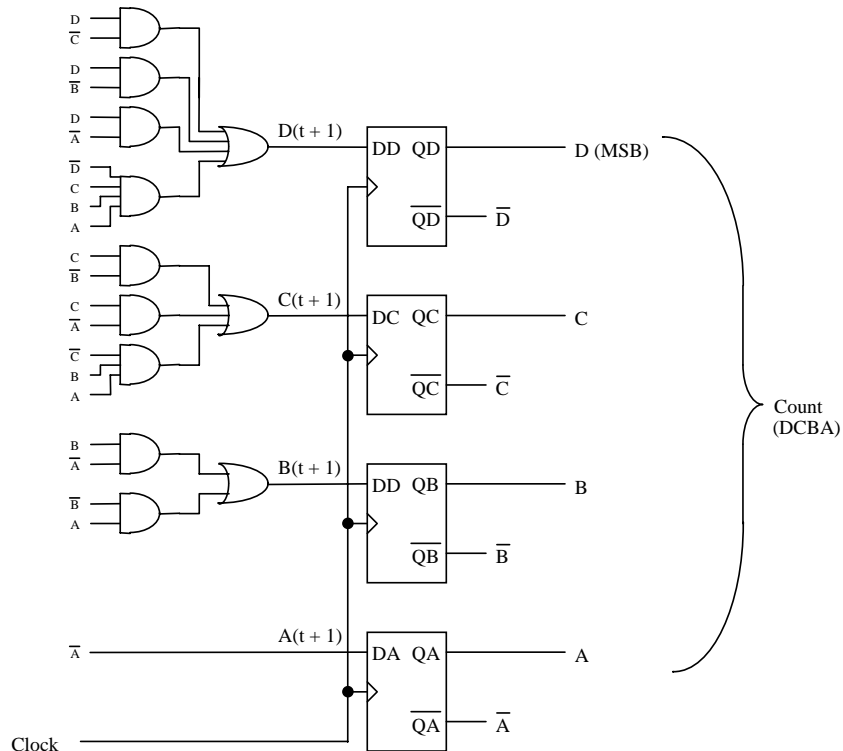 D
C̅
D
B̅
D
A̅
D̅
C
B
A
D(t + 1)
DD QD
Q̅D̅
D (MSB)
D̅
C
B̅
C
A̅
C̅
B
A
C(t + 1)
DC QC
Q̅C̅
C
C̅
Count
(DCBA)
B
A̅
B̅
A
B(t + 1)
DD QB
Q̅B̅
B
B̅
A̅
A(t + 1)
DA QA
Q̅A̅
A
A̅
Clock